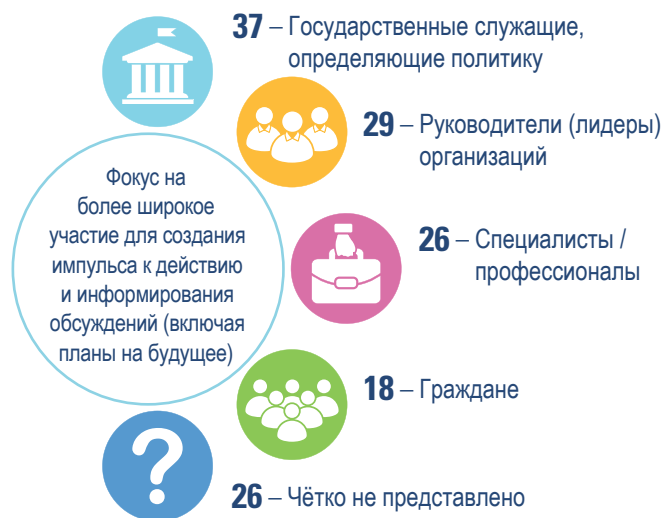 37 – Государственные служащие,
определяющие политику
29 – Руководители (лидеры)
организаций
Фокус на
более широкое
участие для создания
импульса к действию
и информирования
обсуждений (включая
планы на будущее)
26 – Специалисты /
профессионалы
18 – Граждане
?
26 – Чётко не представлено